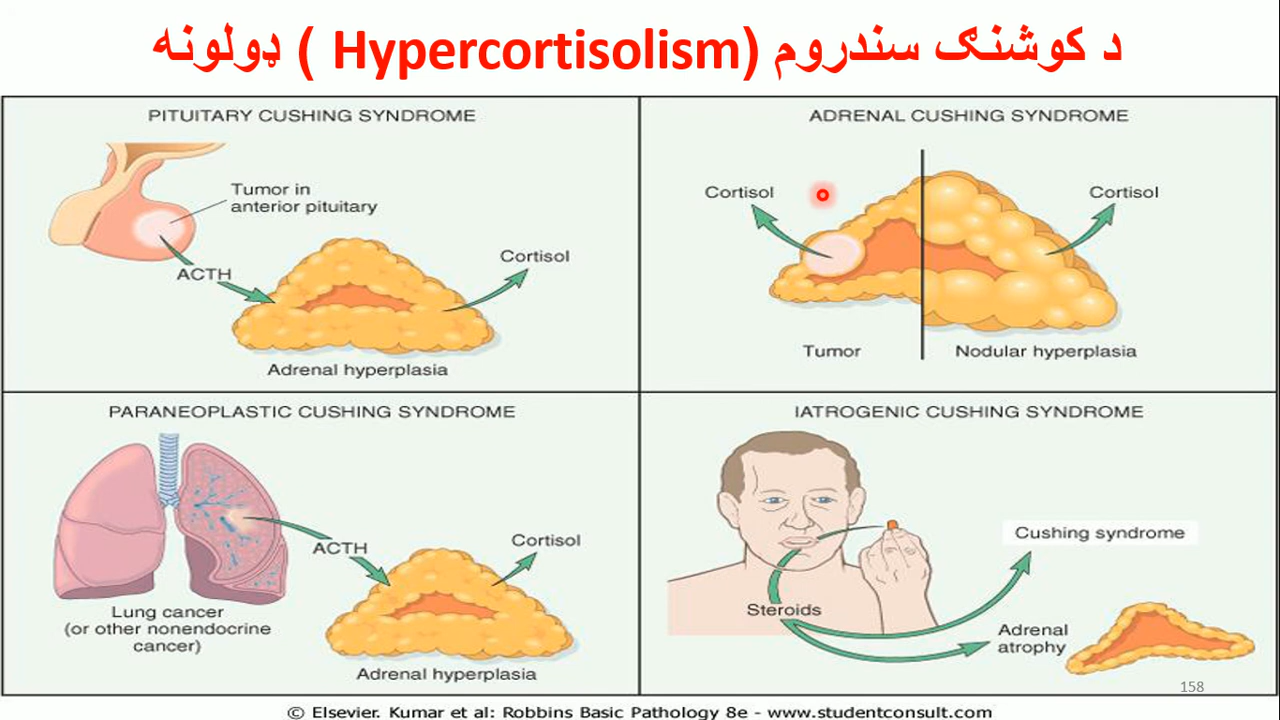 د کوشنګ سندروم (Hypercortisolism ) ډولونه
PITUITARY CUSHING SYNDROME
Tumor in
anterior pituitary
ACTH
Cortisol
Adrenal hyperplasia
ADRENAL CUSHING SYNDROME
Cortisol
Cortisol
Tumor
Nodular hyperplasia
PARANEOPLASTIC CUSHING SYNDROME
ACTH
Cortisol
Lung cancer
(or other nonendocrine
cancer)
Adrenal hyperplasia
IATROGENIC CUSHING SYNDROME
Cushing syndrome
Steroids
Adrenal
atrophy
158
© Elsevier. Kumar et al: Robbins Basic Pathology 8e - www.studentconsult.com